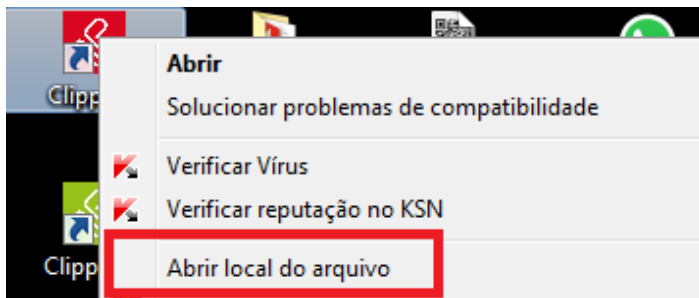 Abrir
Clipp
Solucionar problemas de compatibilidade
Verificar Vírus
Verificar reputação no KSN
Clipp
Abrir local do arquivo